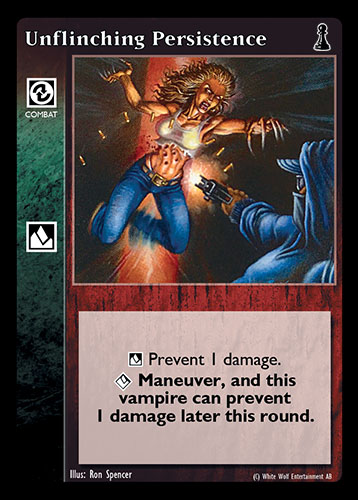 Unflinching Persistence
COMBAT
Prevent 1 damage.
Maneuver, and this
vampire can prevent
1 damage later this round.
Illus: Ron Spencer
(C) White Wolf Entertainment AB